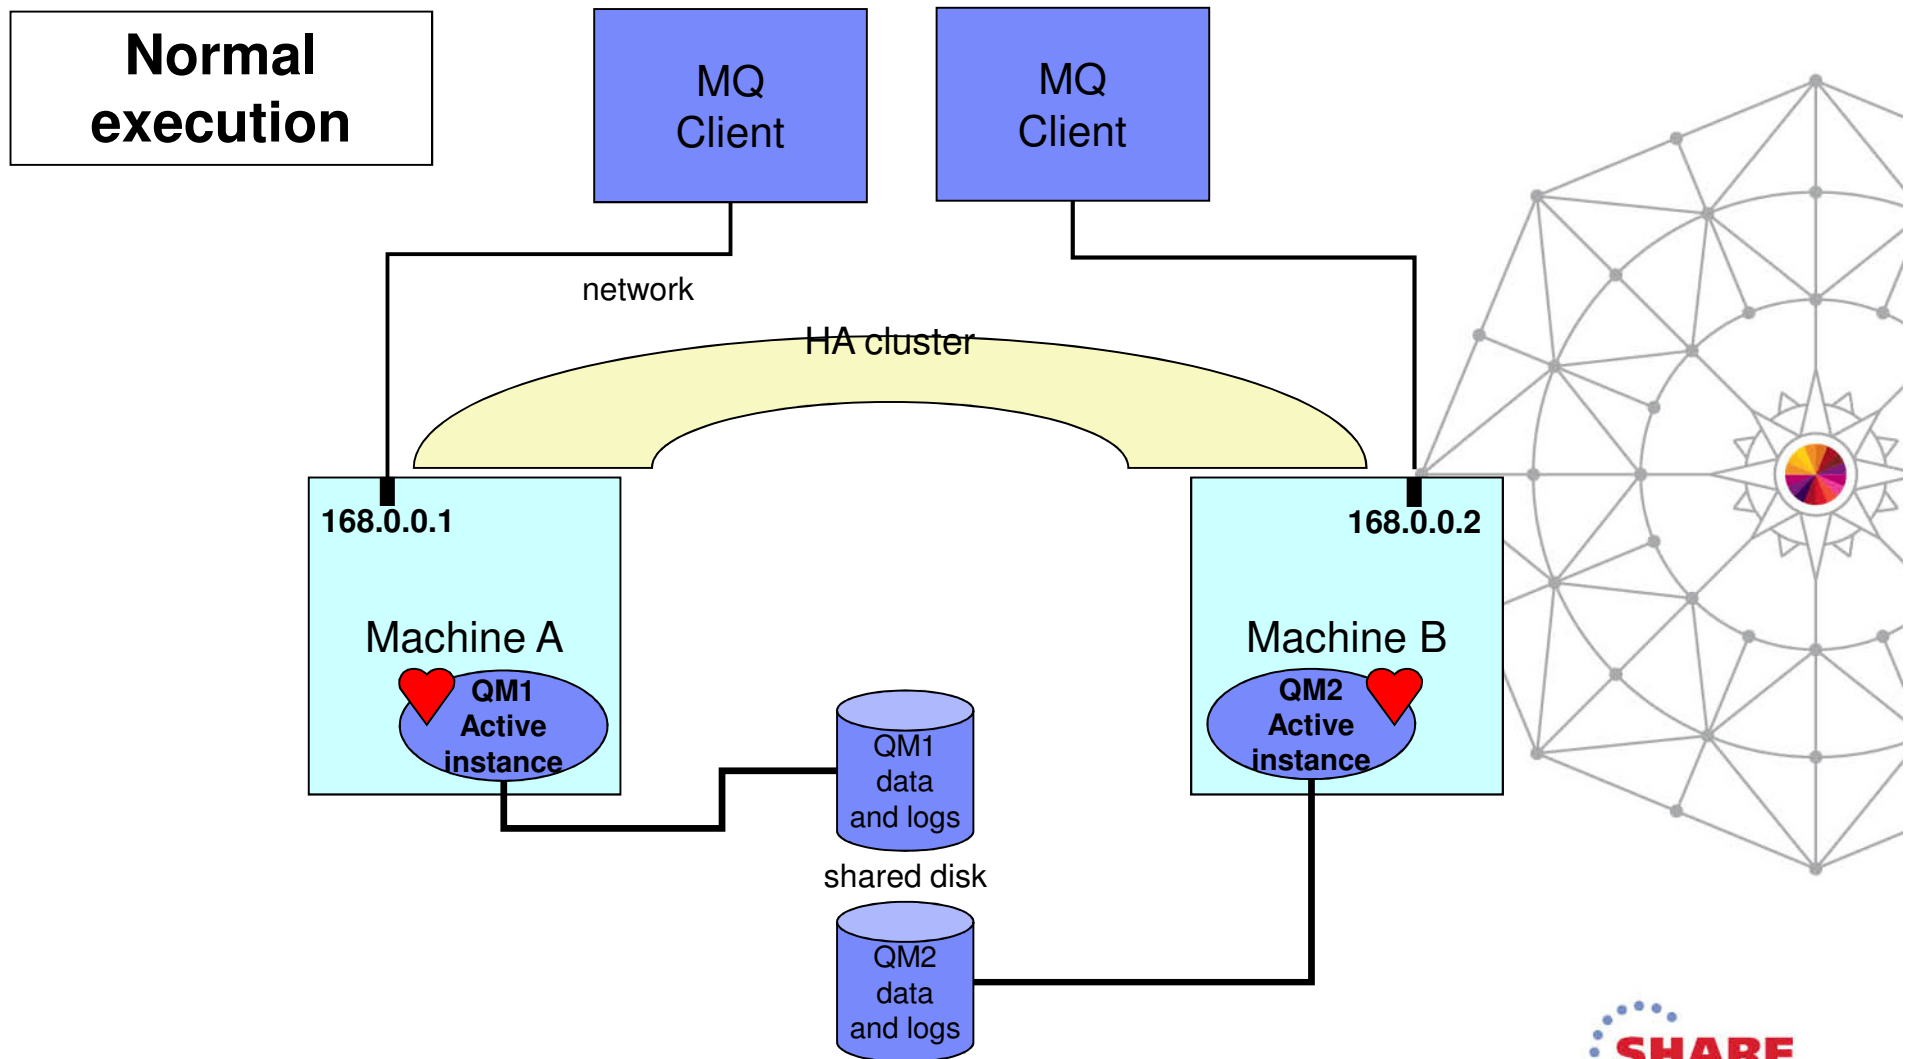 Normal
execution
MQ
Client
MQ
Client
network
HA cluster
168.0.0.1
168.0.0.2
Machine A
Machine B
QM1
Active
instance
QM2
Active
instance
QM1
data
and logs
shared disk
QM2
data
and logs
SHARE